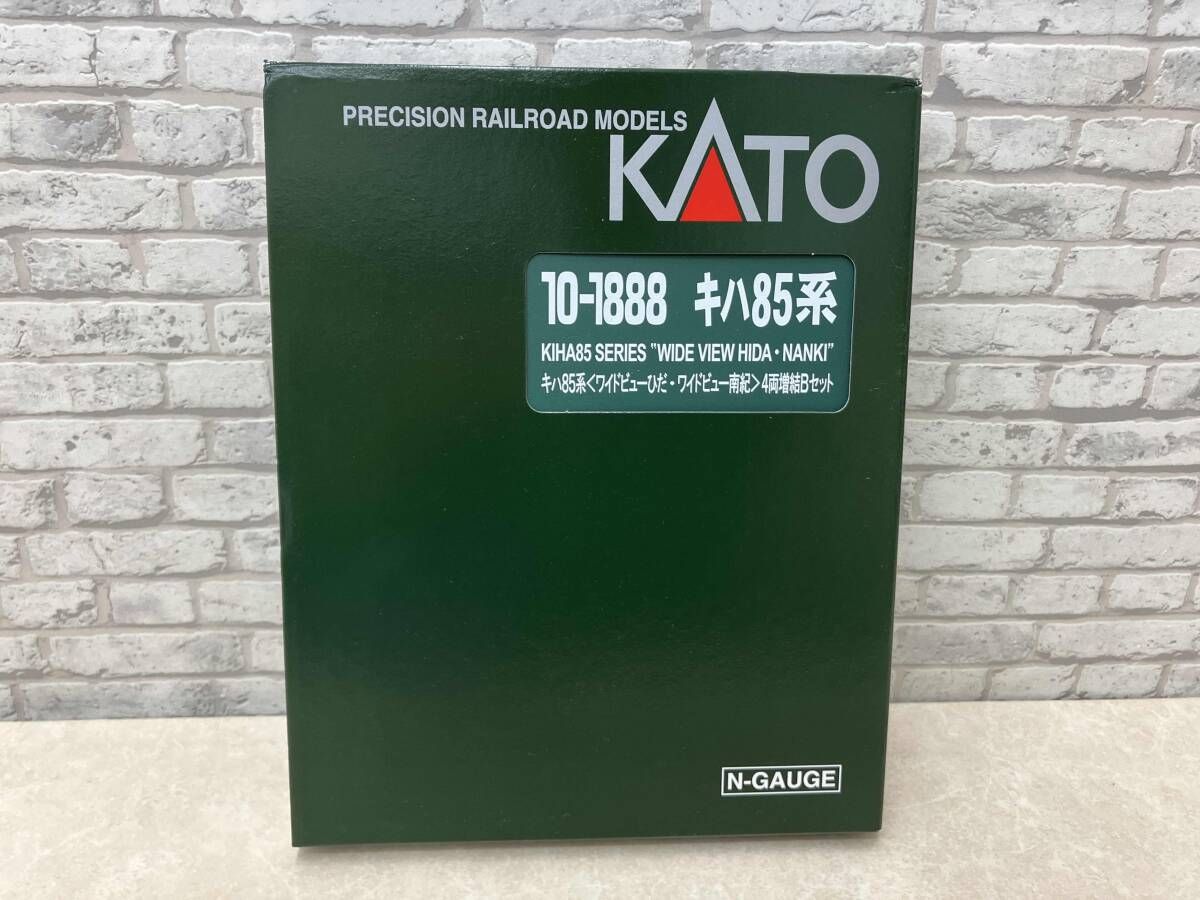 PRECISION RAILROAD MODELS
KATO
10-1888 キハ85系
KIHA85 SERIES "WIDE VIEW HIDA・NANKI"
キハ85系<ワイドビューひだ・ワイドビュー南紀>4両増結Bセット
N-GAUGE